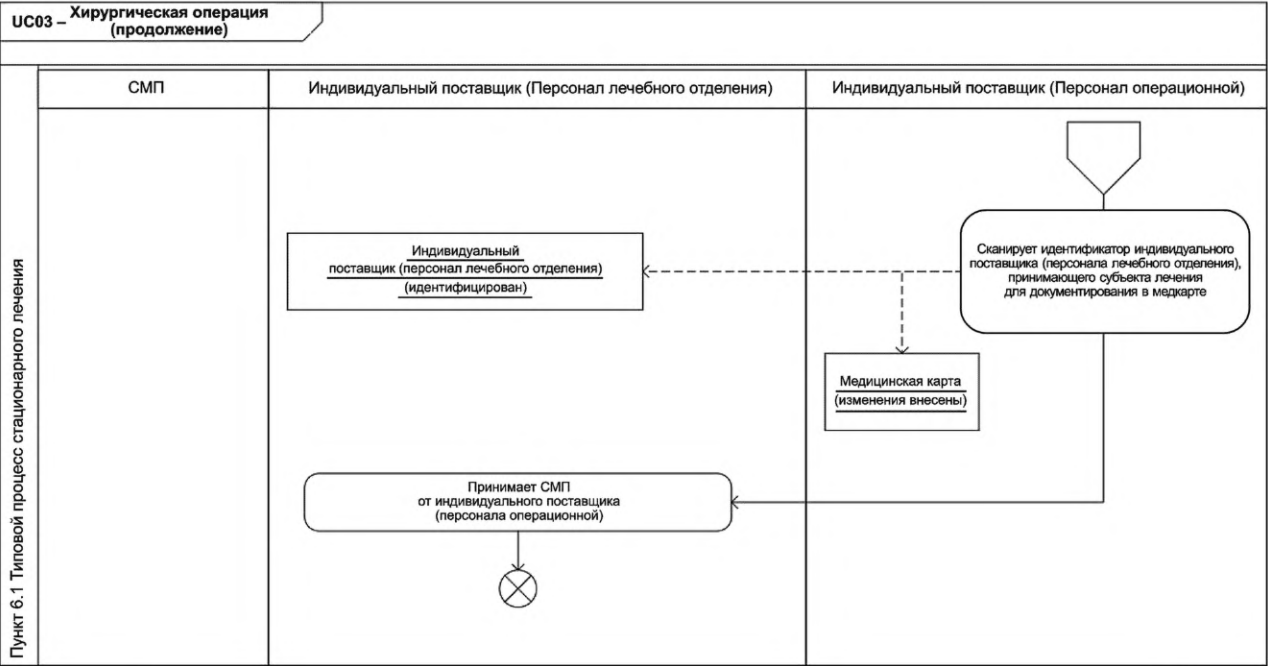 UC03 – Хирургическая операция
(продолжение)
СМП
Индивидуальный поставщик (Персонал лечебного отделения)
Индивидуальный поставщик (Персонал операционной)
Пункт 6.1 Типовой процесс стационарного лечения
Сканирует идентификатор индивидуального
поставщика (персонала лечебного отделения),
принимающего субъекта лечения
для документирования в медкарте
Индивидуальный
поставщик (персонал лечебного отделения)
(идентифицирован)
Медицинская карта
(изменения внесены)
Принимает СМП
от индивидуального поставщика
(персонала операционной)